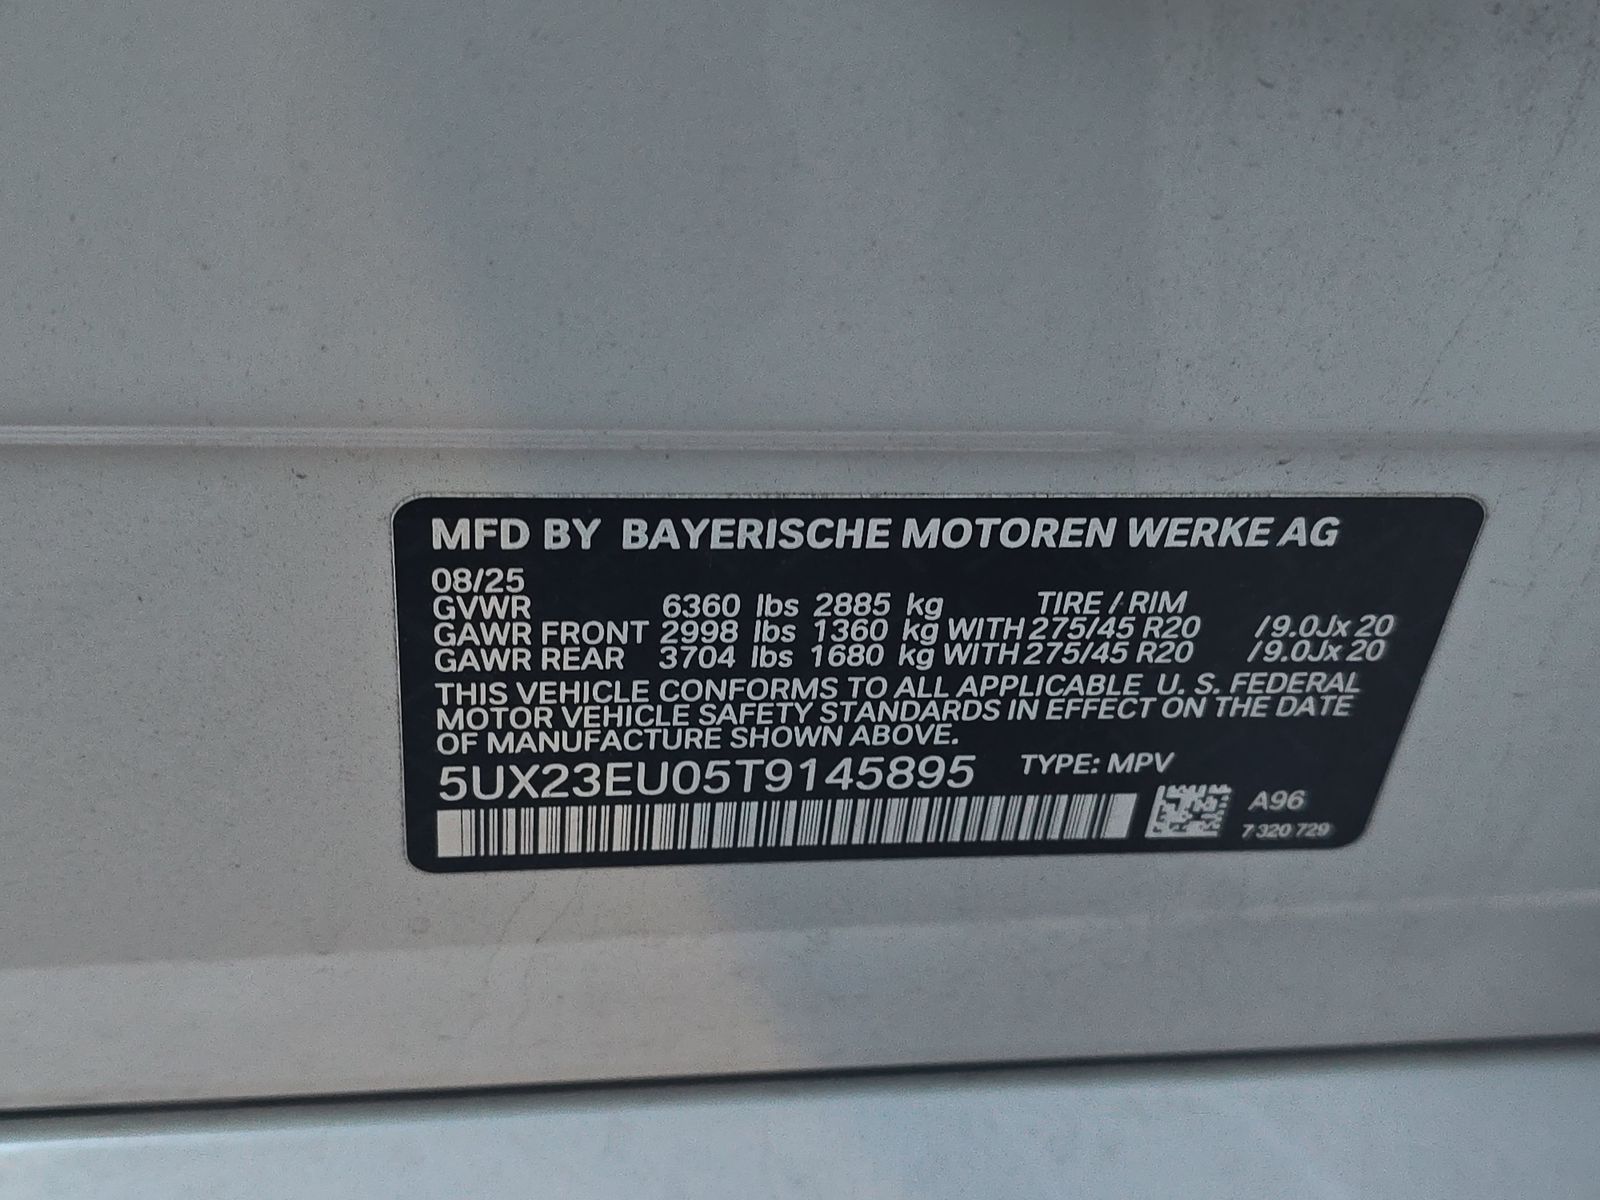 MFD BY BAYERISCHE MOTOREN WERKE AG
08/25
GVWR 6360 lbs 2885 kg TIRE / RIM
GAWR FRONT 2998 lbs 1360 kg WITH 275/45 R20 /9.0Jx 20
GAWR REAR 3704 lbs 1680 kg WITH 275/45 R20 /9.0Jx 20
THIS VEHICLE CONFORMS TO ALL APPLICABLE U. S. FEDERAL
MOTOR VEHICLE SAFETY STANDARDS IN EFFECT ON THE DATE
OF MANUFACTURE SHOWN ABOVE.
5UX23EU05T9145895 TYPE: MPV
A96
7 320 729